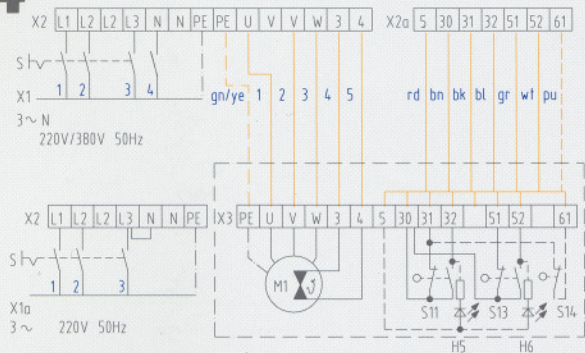 X2 L1 L2 L2 L3 N N PE PE U V V W 3 4 X2a 5 30 31 32 51 52 61
S
1 2 3 4 gn/ye 1 2 3 4 5 rd bn bk bl gr wt pu
X1
3~ N
220V/380V 50Hz
X2 L1 L2 L2 L3 N N PE X3 PE U V W 3 4 5 30 31 32 51 52 61
S
1 2 3 M1
X1a
3~ 220V 50Hz
S11 S13 S14
H5 H6